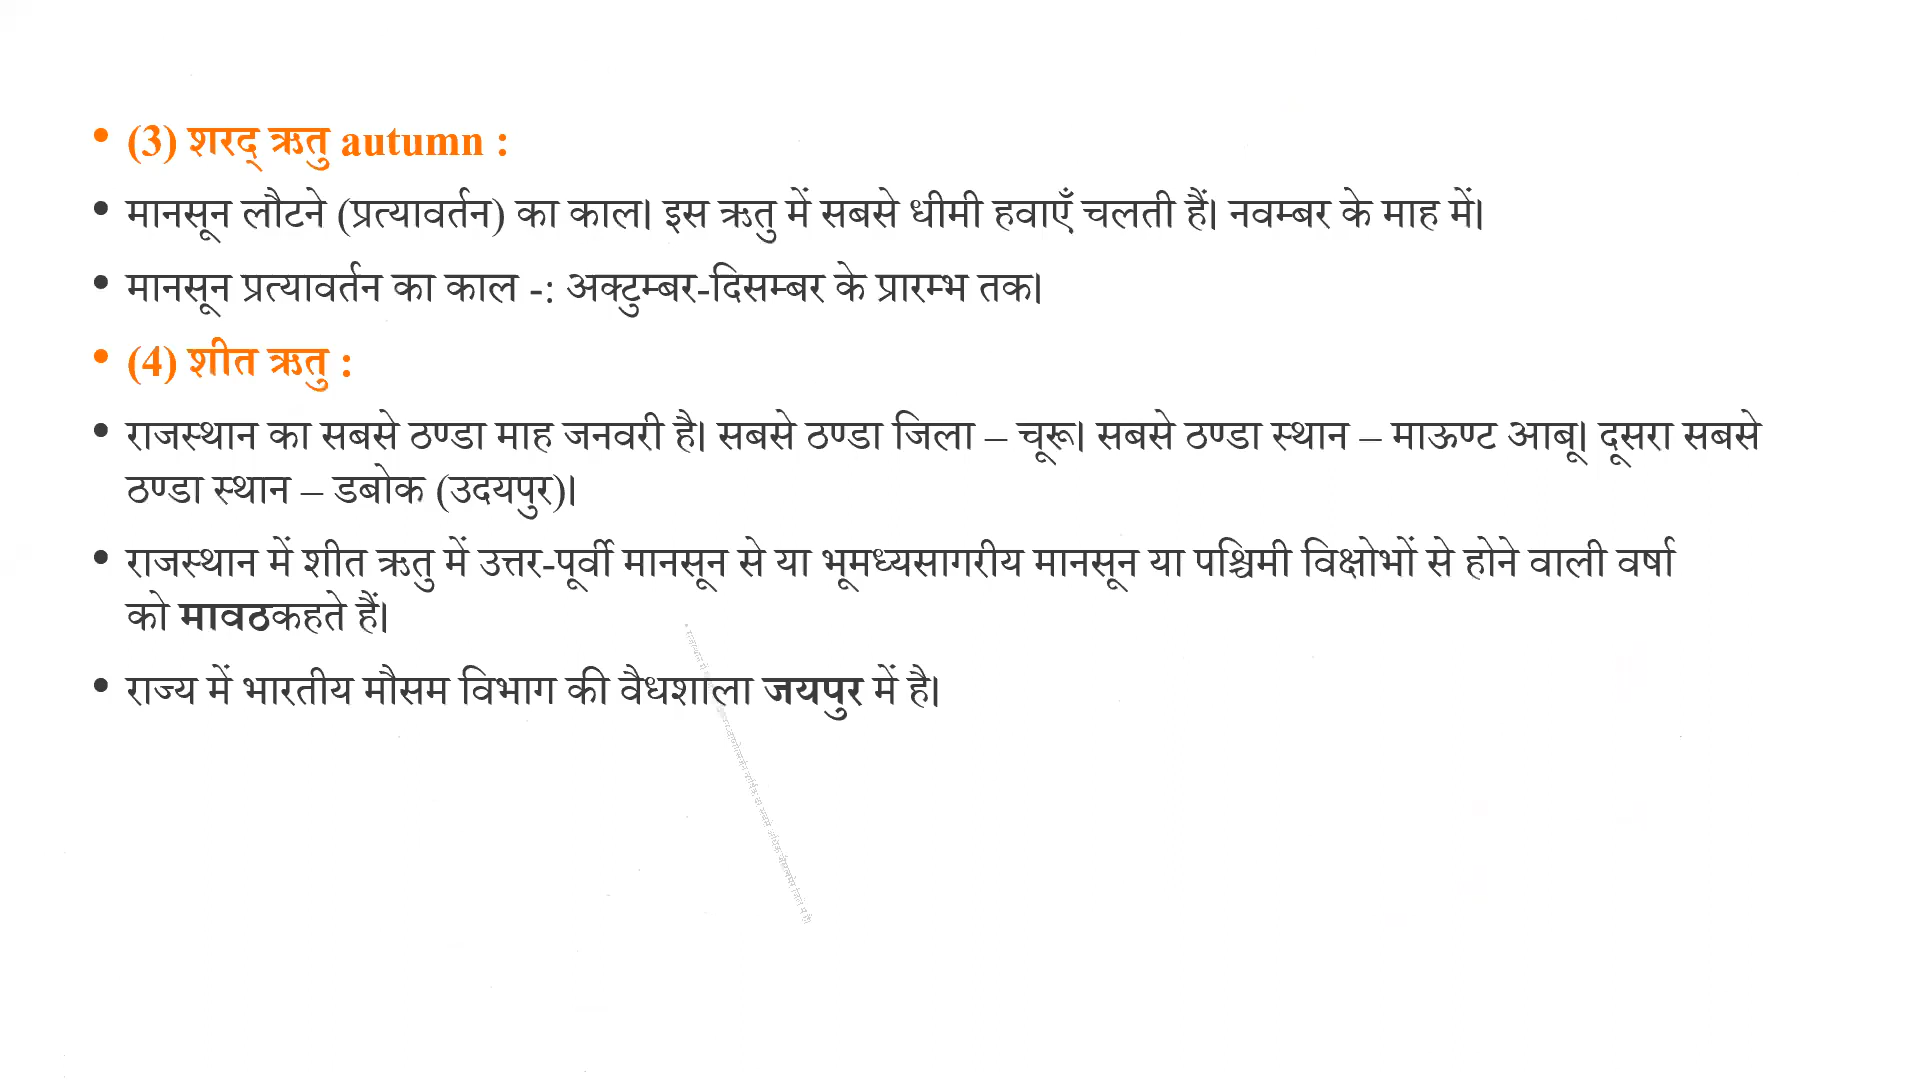 • (3) शरद् ऋतु autumn :
• मानसून लौटने (प्रत्यावर्तन) का काल। इस ऋतु में सबसे धीमी हवाएँ चलती हैं। नवम्बर के माह में।
• मानसून प्रत्यावर्तन का काल -: अक्टुम्बर-दिसम्बर के प्रारम्भ तक।
• (4) शीत ऋतु :
• राजस्थान का सबसे ठण्डा माह जनवरी है। सबसे ठण्डा जिला – चूरू। सबसे ठण्डा स्थान – माऊण्ट आबू। दूसरा सबसे
ठण्डा स्थान – डबोक (उदयपुर)।
• राजस्थान में शीत ऋतु में उत्तर-पूर्वी मानसून से या भूमध्यसागरीय मानसून या पश्चिमी विक्षोभों से होने वाली वर्षा
को मावठकहते हैं।
• राज्य में भारतीय मौसम विभाग की वैधशाला जयपुर में है।